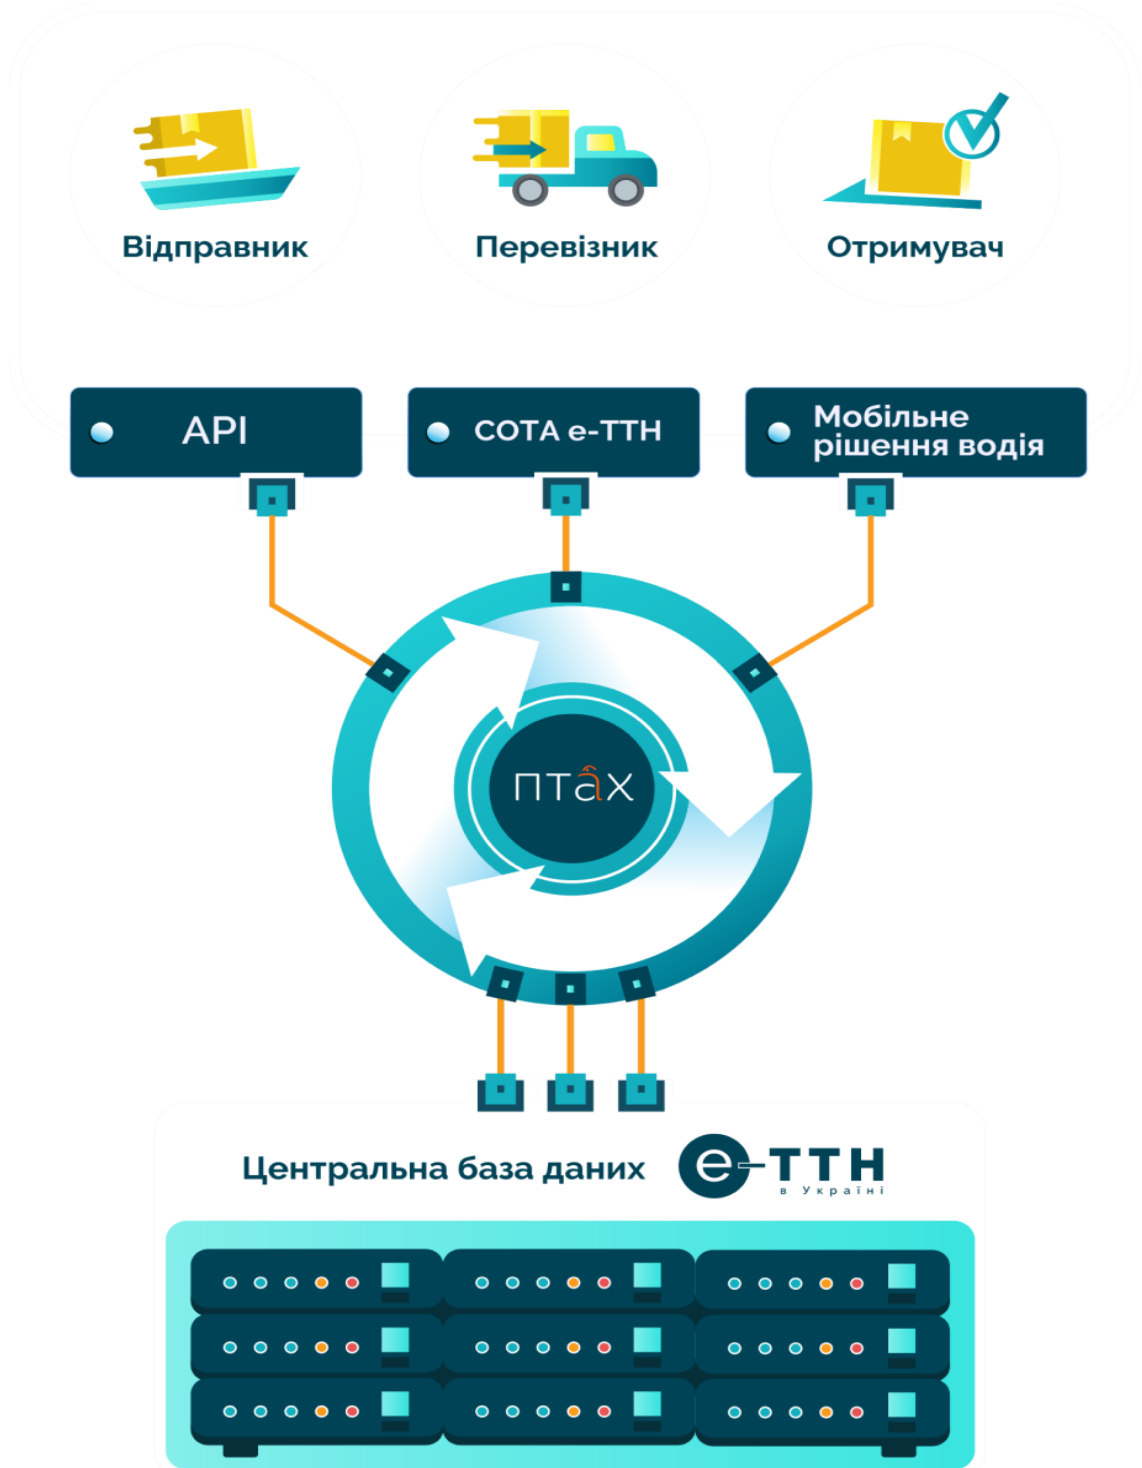 Відправник
Перевізник
Отримувач
API
СОТА е-ТТН
Мобільне
рішення водія
птах
Центральна база даних
е-ТТН
в Україні